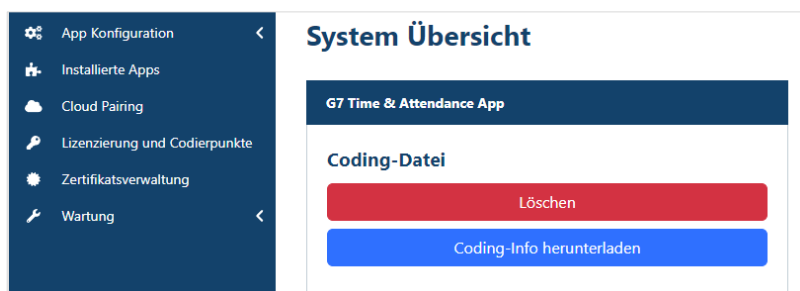 App Konfiguration
Installierte Apps
Cloud Pairing
Lizenzierung und Codierpunkte
Zertifikatsverwaltung
Wartung
System Übersicht
G7 Time & Attendance App
Coding-Datei
Löschen
Coding-Info herunterladen